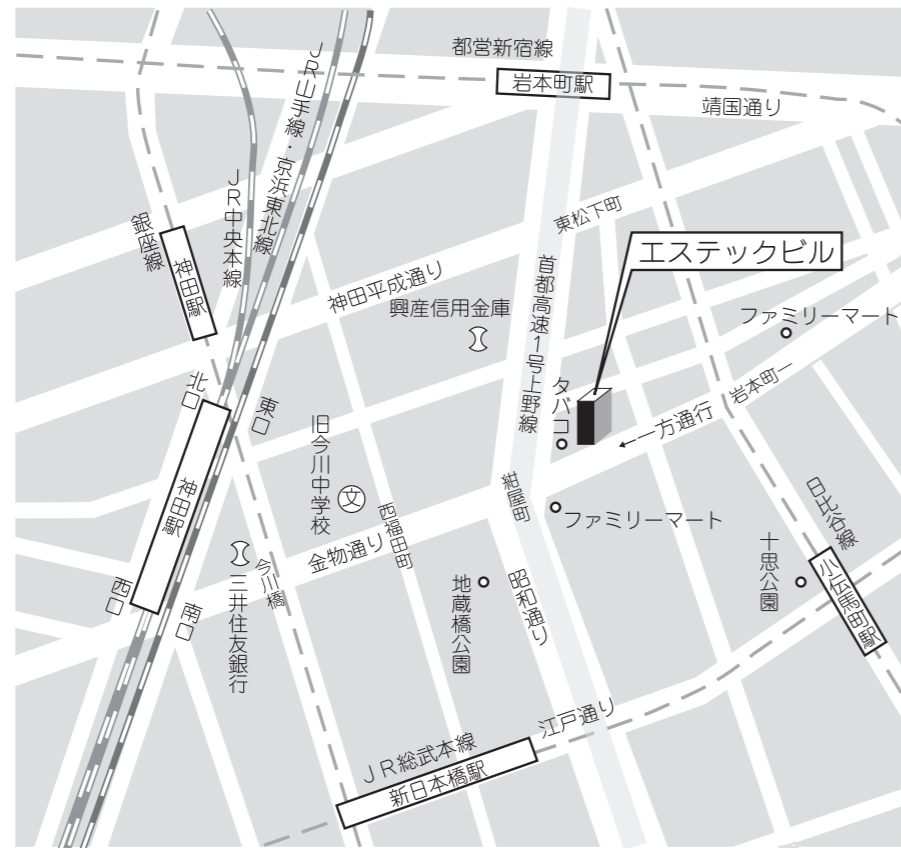 都営新宿線
岩本町駅
靖国通り
JR山手線・京浜東北線
JR中央本線
銀座線
神田駅
東松下町
神田平成通り
首都高速1号上野線
エステックビル
興産信用金庫
ファミリーマート
タバコ
岩本町一
←一方通行
北口
東口
神田駅
西口
南口
旧今川中学校
文
西福田町
金物通り
紺屋町
ファミリーマート
日比谷線
十思公園
小伝馬町駅
三井住友銀行
今川橋
地蔵橋公園
昭和通り
江戸通り
JR総武本線
新日本橋駅